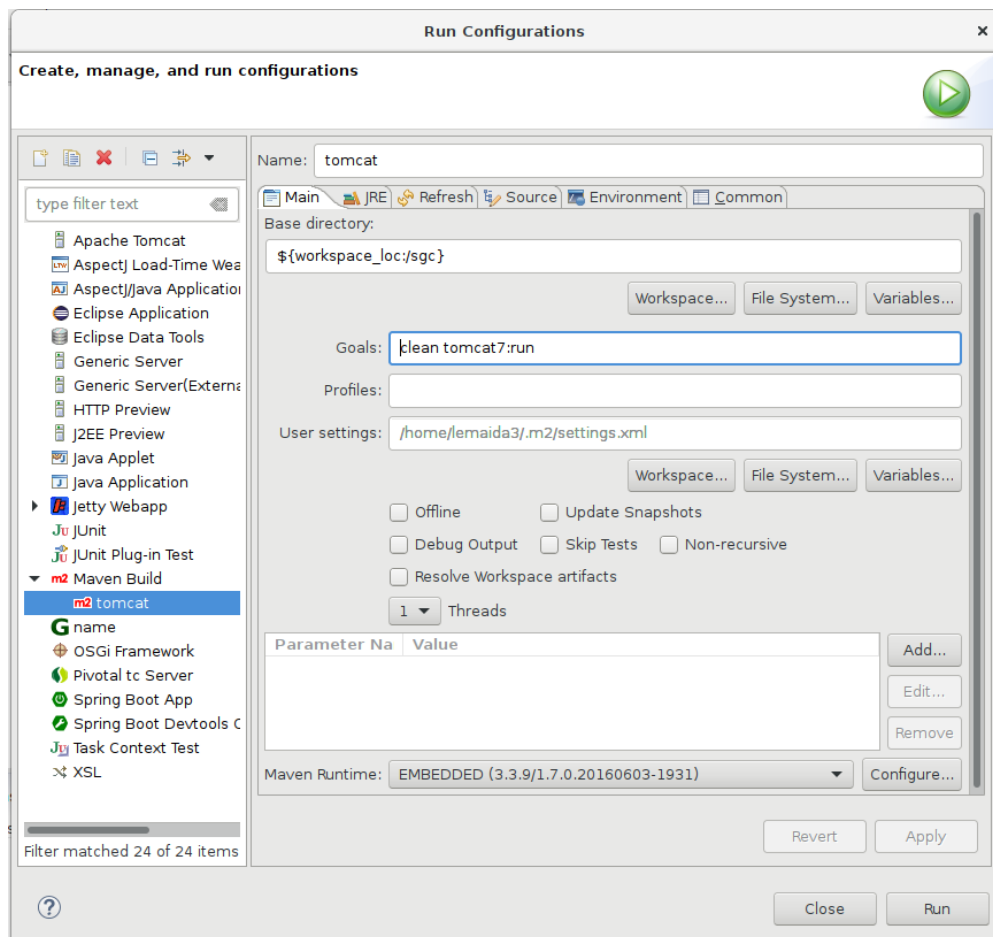 Run Configurations
Create, manage, and run configurations
Name: tomcat
type filter text
Main JRE Refresh Source Environment Common
Apache Tomcat
AspectJ Load-Time Wea
AspectJ/Java Application
Eclipse Application
Eclipse Data Tools
Generic Server
Generic Server(Externa
HTTP Preview
J2EE Preview
Java Applet
Java Application
Jetty Webapp
JUnit
JUnit Plug-in Test
Maven Build
tomcat
name
OSGi Framework
Pivotal tc Server
Spring Boot App
Spring Boot Devtools C
Task Context Test
XSL
Filter matched 24 of 24 items
Base directory:
${workspace_loc:/sgc}
Workspace... File System... Variables...
Goals: clean tomcat7:run
Profiles:
User settings: /home/lemaida3/.m2/settings.xml
Workspace... File System... Variables...
Offline Update Snapshots
Debug Output Skip Tests Non-recursive
Resolve Workspace artifacts
1 Threads
Parameter Na Value
Add...
Edit...
Remove
Maven Runtime: EMBEDDED (3.3.9/1.7.0.20160603-1931) Configure...
Revert Apply
Close Run